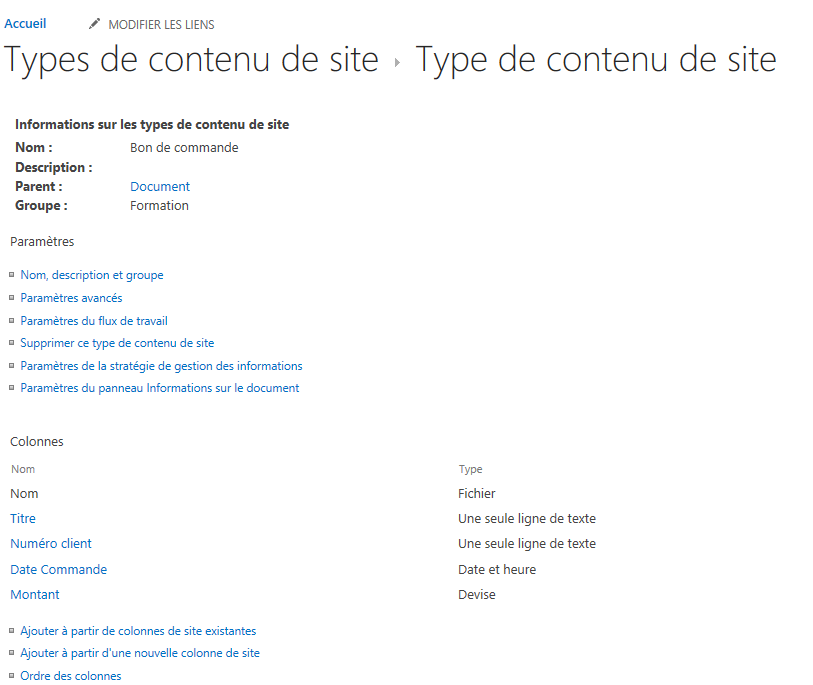 Accueil MODIFIER LES LIENS
Types de contenu de site Type de contenu de site
Informations sur les types de contenu de site
Nom : Bon de commande
Description :
Parent : Document
Groupe : Formation
Paramètres
Nom, description et groupe
Paramètres avancés
Paramètres du flux de travail
Supprimer ce type de contenu de site
Paramètres de la stratégie de gestion des informations
Paramètres du panneau Informations sur le document
Colonnes
Nom Type
Nom Fichier
Titre Une seule ligne de texte
Numéro client Une seule ligne de texte
Date Commande Date et heure
Montant Devise
Ajouter à partir de colonnes de site existantes
Ajouter à partir d'une nouvelle colonne de site
Ordre des colonnes